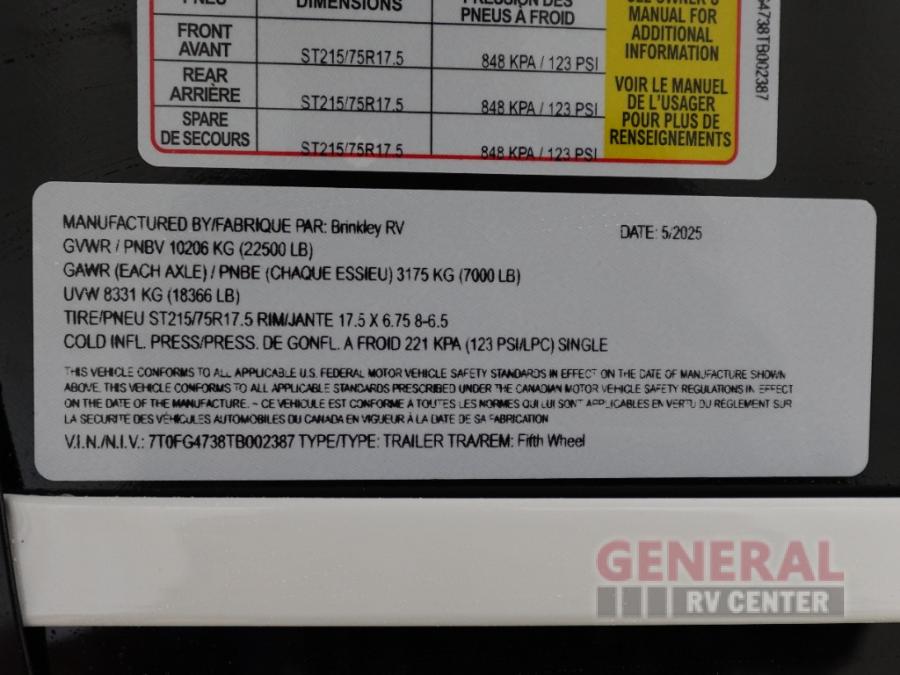 PNEU DIMENSIONS PRESSION DES
PNEUS À FROID
FRONT
AVANT ST215/75R17.5 848 KPA / 123 PSI
REAR
ARRIÈRE ST215/75R17.5 848 KPA / 123 PSI
SPARE
DE SECOURS ST215/75R17.5 848 KPA / 123 PSI
SEE OWNER'S
MANUAL FOR
ADDITIONAL
INFORMATION
VOIR LE MANUEL
DE L'USAGER
POUR PLUS DE
RENSEIGNEMENTS
4738TB002387
MANUFACTURED BY/FABRIQUE PAR: Brinkley RV DATE: 5/2025
GVWR / PNBV 10206 KG (22500 LB)
GAWR (EACH AXLE) / PNBE (CHAQUE ESSIEU) 3175 KG (7000 LB)
UVW 8331 KG (18366 LB)
TIRE/PNEU ST215/75R17.5 RIM/JANTE 17.5 X 6.75 8-6.5
COLD INFL. PRESS/PRESS. DE GONFL. A FROID 221 KPA (123 PSI/LPC) SINGLE
THIS VEHICLE CONFORMS TO ALL APPLICABLE U.S. FEDERAL MOTOR VEHICLE SAFETY STANDARDS IN EFFECT ON THE DATE OF MANUFACTURE SHOWN
ABOVE. THIS VEHICLE CONFORMS TO ALL APPLICABLE STANDARDS PRESCRIBED UNDER THE CANADIAN MOTOR VEHICLE SAFETY REGULATIONS IN EFFECT
ON THE DATE OF THE MANUFACTURE. - CE VEHICULE EST CONFORME A TOUTES LES NORMES QUI LUI SONT APPLICABLES EN VERTU DU RÈGLEMENT SUR
LA SECURITE DES VÉHICULES AUTOMOBILES DU CANADA EN VIGUEUR À LA DATE DE SA FABRICATION
V.I.N./N.I.V.: 7T0FG4738TB002387 TYPE/TYPE: TRAILER TRA/REM: Fifth Wheel
GENERAL
RV CENTER